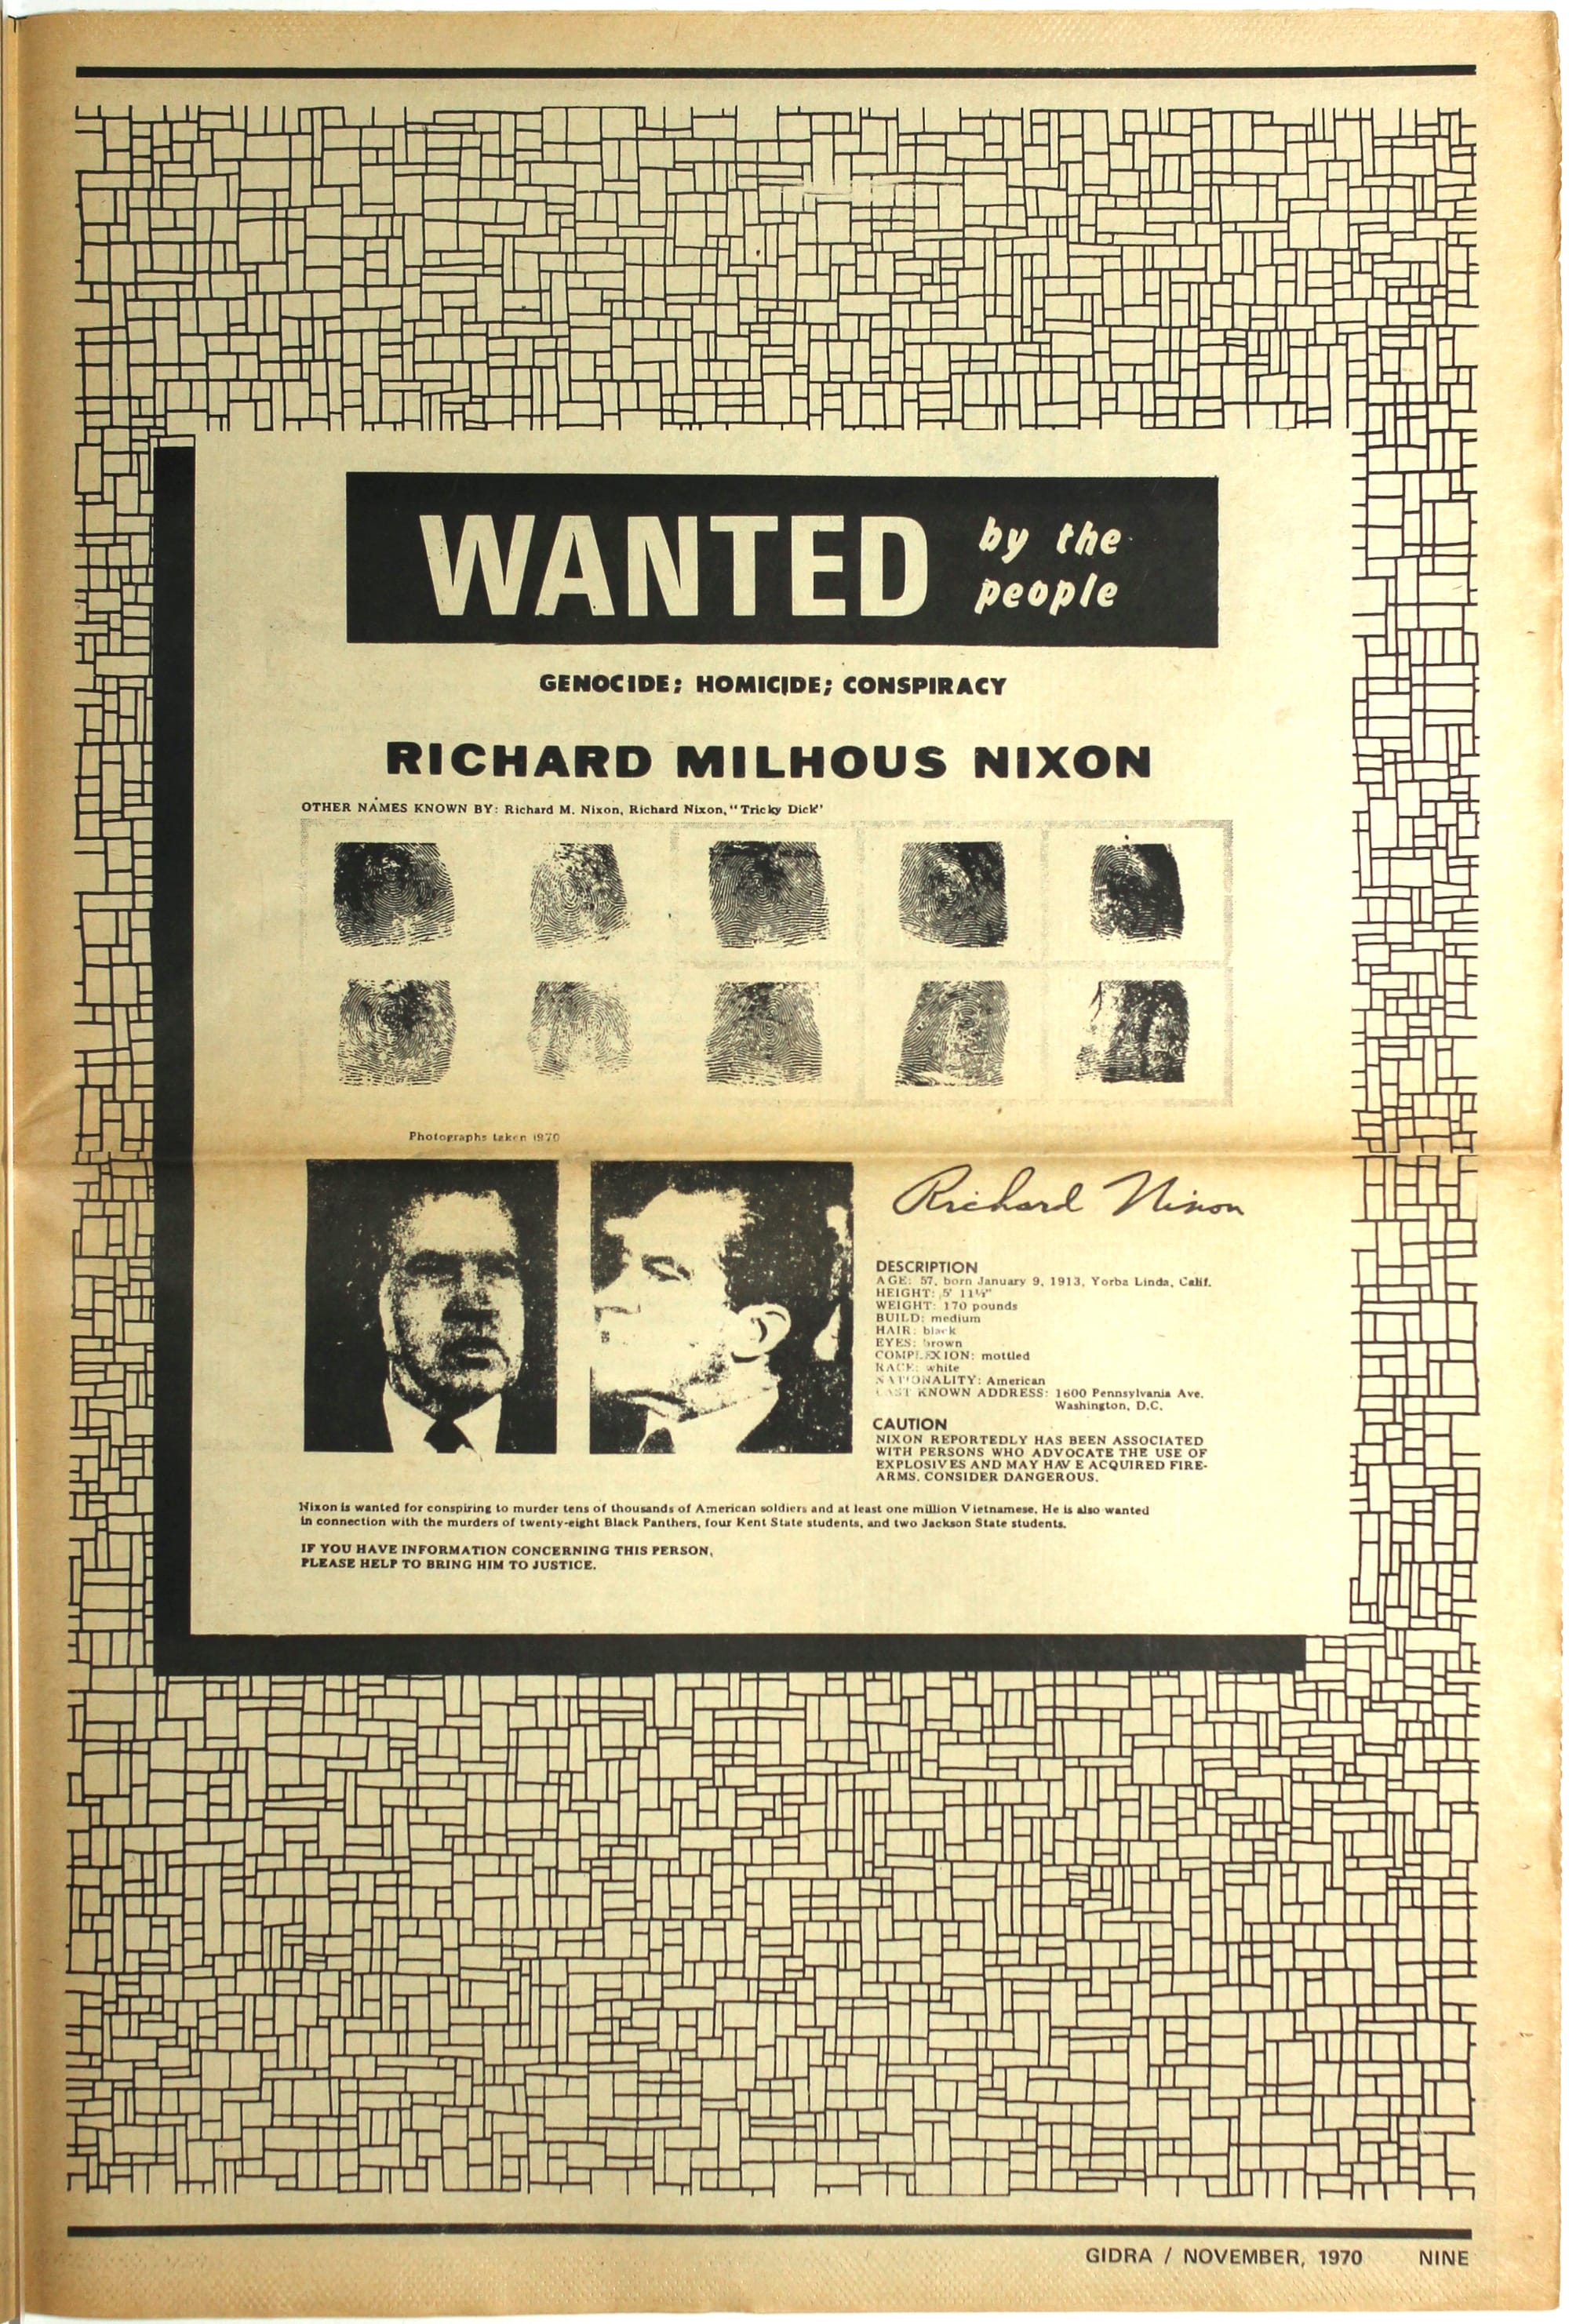 WANTED by the people
GENOCIDE; HOMICIDE; CONSPIRACY
RICHARD MILHOUS NIXON
OTHER NAMES KNOWN BY: Richard M. Nixon, Richard Nixon, "Tricky Dick"
Photographs taken 1970
Richard Nixon
DESCRIPTION
AGE: 57, born January 9, 1913, Yorba Linda, Calif.
HEIGHT: 5' 11½"
WEIGHT: 170 pounds
BUILD: medium
HAIR: black
EYES: brown
COMPLEXION: mottled
RACE: white
NATIONALITY: American
LAST KNOWN ADDRESS: 1600 Pennsylvania Ave.
Washington, D.C.
CAUTION
NIXON REPORTEDLY HAS BEEN ASSOCIATED
WITH PERSONS WHO ADVOCATE THE USE OF
EXPLOSIVES AND MAY HAVE ACQUIRED FIRE-
ARMS. CONSIDER DANGEROUS.
Nixon is wanted for conspiring to murder tens of thousands of American soldiers and at least one million Vietnamese. He is also wanted
in connection with the murders of twenty-eight Black Panthers, four Kent State students, and two Jackson State students.
IF YOU HAVE INFORMATION CONCERNING THIS PERSON,
PLEASE HELP TO BRING HIM TO JUSTICE.
GIDRA / NOVEMBER, 1970 NINE